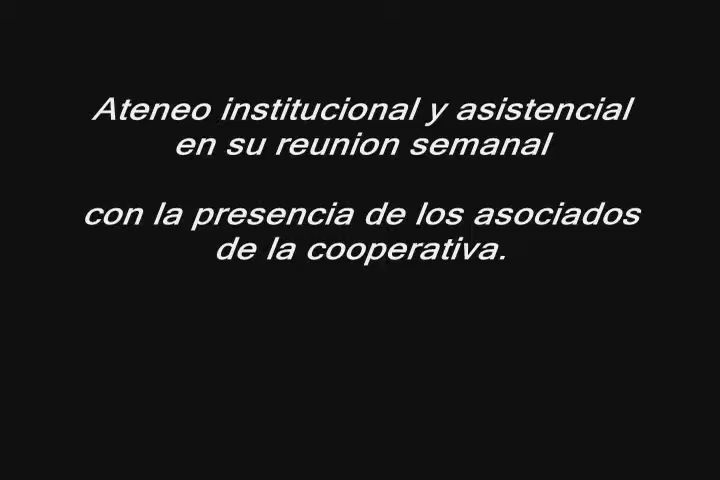 Ateneo institucional y asistencial
en su reunion semanal
con la presencia de los asociados
de la cooperativa.